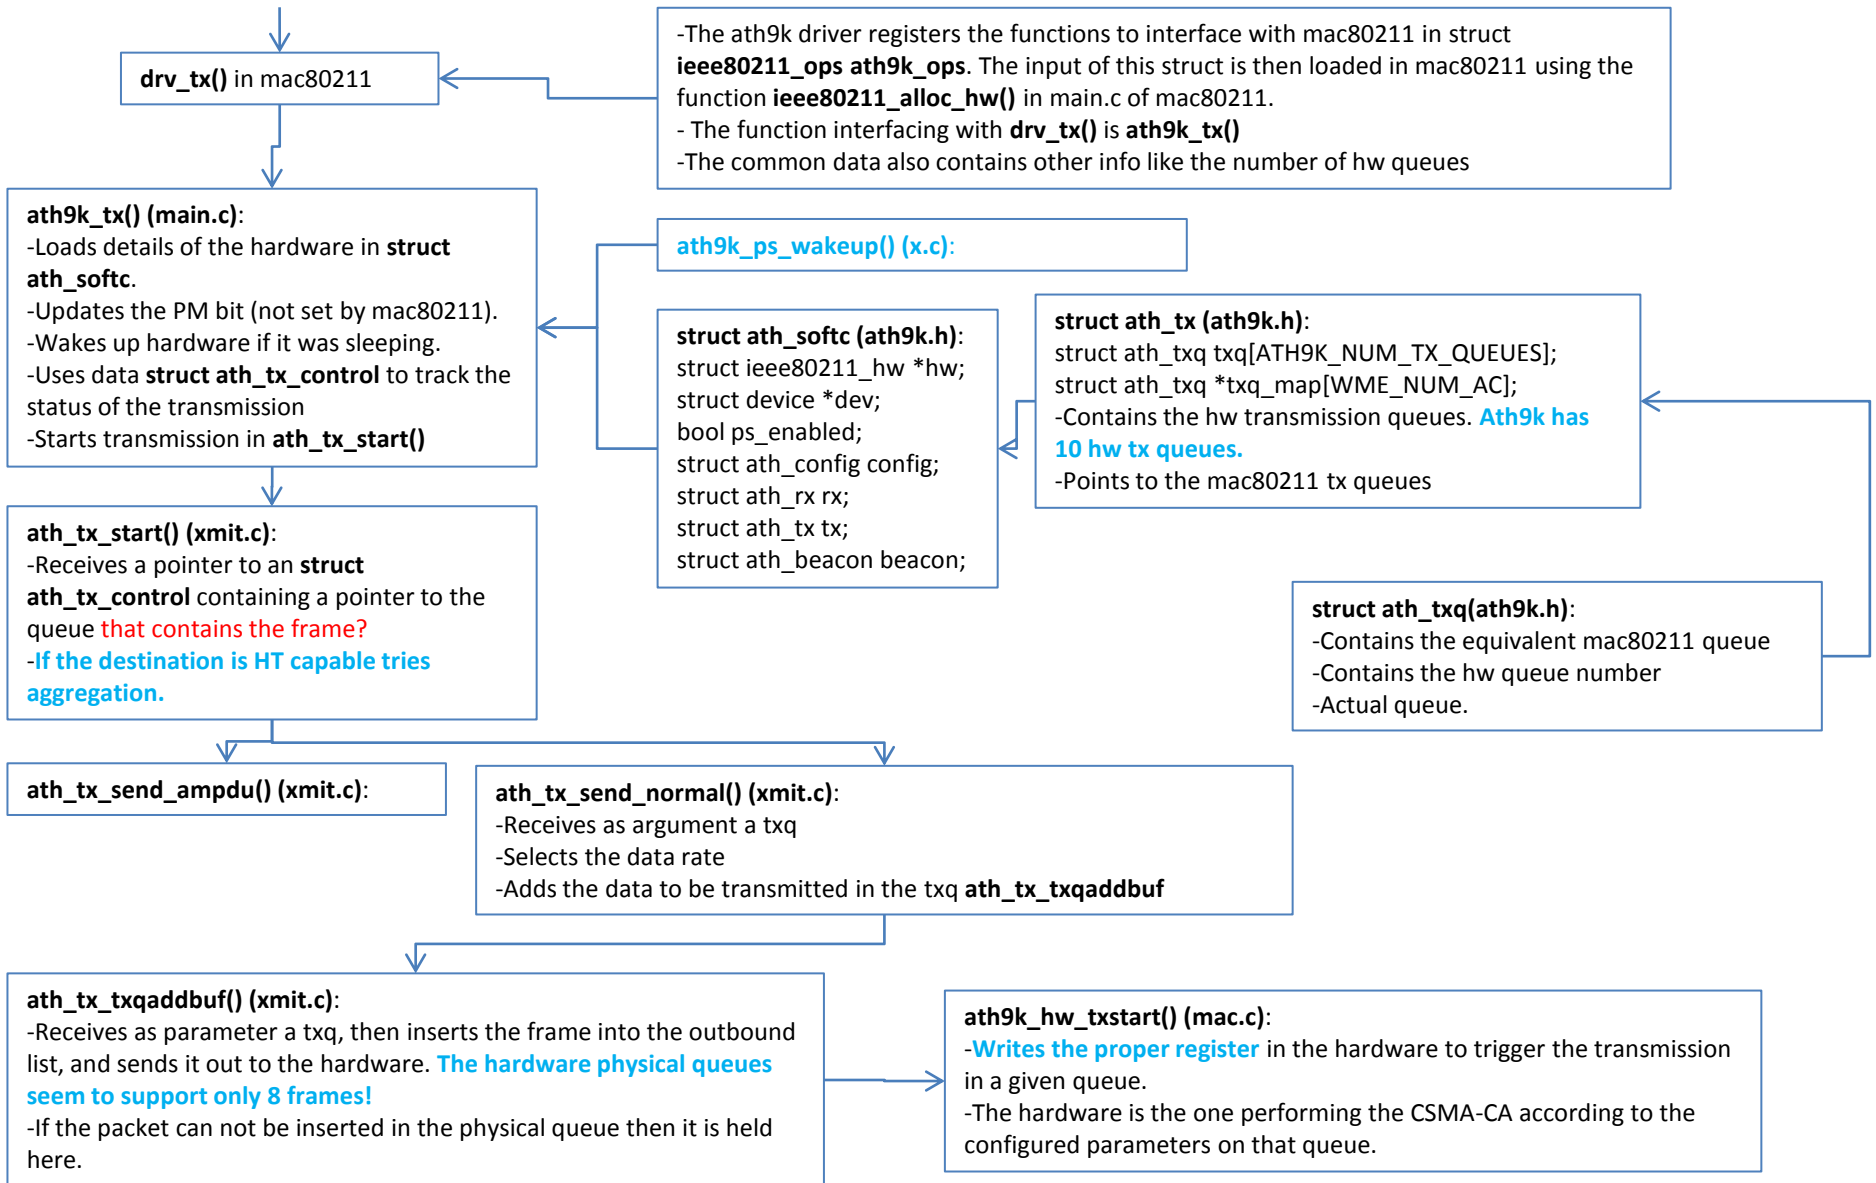 drv_tx() in mac80211
-The ath9k driver registers the functions to interface with mac80211 in struct
ieee80211_ops ath9k_ops. The input of this struct is then loaded in mac80211 using the
function ieee80211_alloc_hw() in main.c of mac80211.
- The function interfacing with drv_tx() is ath9k_tx()
-The common data also contains other info like the number of hw queues
ath9k_tx() (main.c):
-Loads details of the hardware in struct
ath_softc.
-Updates the PM bit (not set by mac80211).
-Wakes up hardware if it was sleeping.
-Uses data struct ath_tx_control to track the
status of the transmission
-Starts transmission in ath_tx_start()
ath9k_ps_wakeup() (x.c):
struct ath_softc (ath9k.h):
struct ieee80211_hw *hw;
struct device *dev;
bool ps_enabled;
struct ath_config config;
struct ath_rx rx;
struct ath_tx tx;
struct ath_beacon beacon;
struct ath_tx (ath9k.h):
struct ath_txq txq[ATH9K_NUM_TX_QUEUES];
struct ath_txq *txq_map[WME_NUM_AC];
-Contains the hw transmission queues. Ath9k has
10 hw tx queues.
-Points to the mac80211 tx queues
struct ath_txq(ath9k.h):
-Contains the equivalent mac80211 queue
-Contains the hw queue number
-Actual queue.
ath_tx_start() (xmit.c):
-Receives a pointer to an struct
ath_tx_control containing a pointer to the
queue that contains the frame?
-If the destination is HT capable tries
aggregation.
ath_tx_send_ampdu() (xmit.c):
ath_tx_send_normal() (xmit.c):
-Receives as argument a txq
-Selects the data rate
-Adds the data to be transmitted in the txq ath_tx_txqaddbuf
ath_tx_txqaddbuf() (xmit.c):
-Receives as parameter a txq, then inserts the frame into the outbound
list, and sends it out to the hardware. The hardware physical queues
seem to support only 8 frames!
-If the packet can not be inserted in the physical queue then it is held
here.
ath9k_hw_txstart() (mac.c):
-Writes the proper register in the hardware to trigger the transmission
in a given queue.
-The hardware is the one performing the CSMA-CA according to the
configured parameters on that queue.